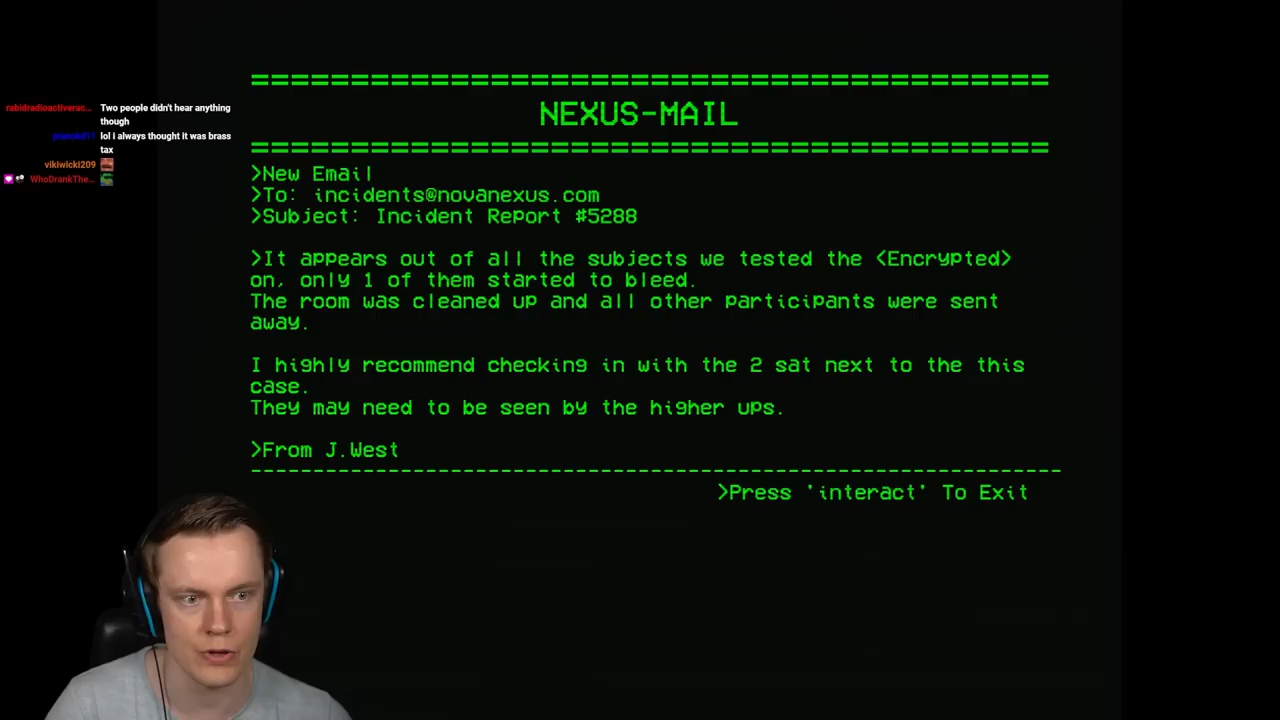 ==========================================
NEXUS-MAIL
==========================================
>New Email
>To: incidents@novanexus.com
>Subject: Incident Report #5288
>It appears out of all the subjects we tested the <Encrypted>
on, only 1 of them started to bleed.
The room was cleaned up and all other participants were sent
away.
I highly recommend checking in with the 2 sat next to the this
case.
They may need to be seen by the higher ups.
>From J.West
>Press 'interact' To Exit
rabidradioactiverac... Two people didn't hear anything
though
lol i always thought it was brass
tax
vikiwicki209
WhoDrankThe...